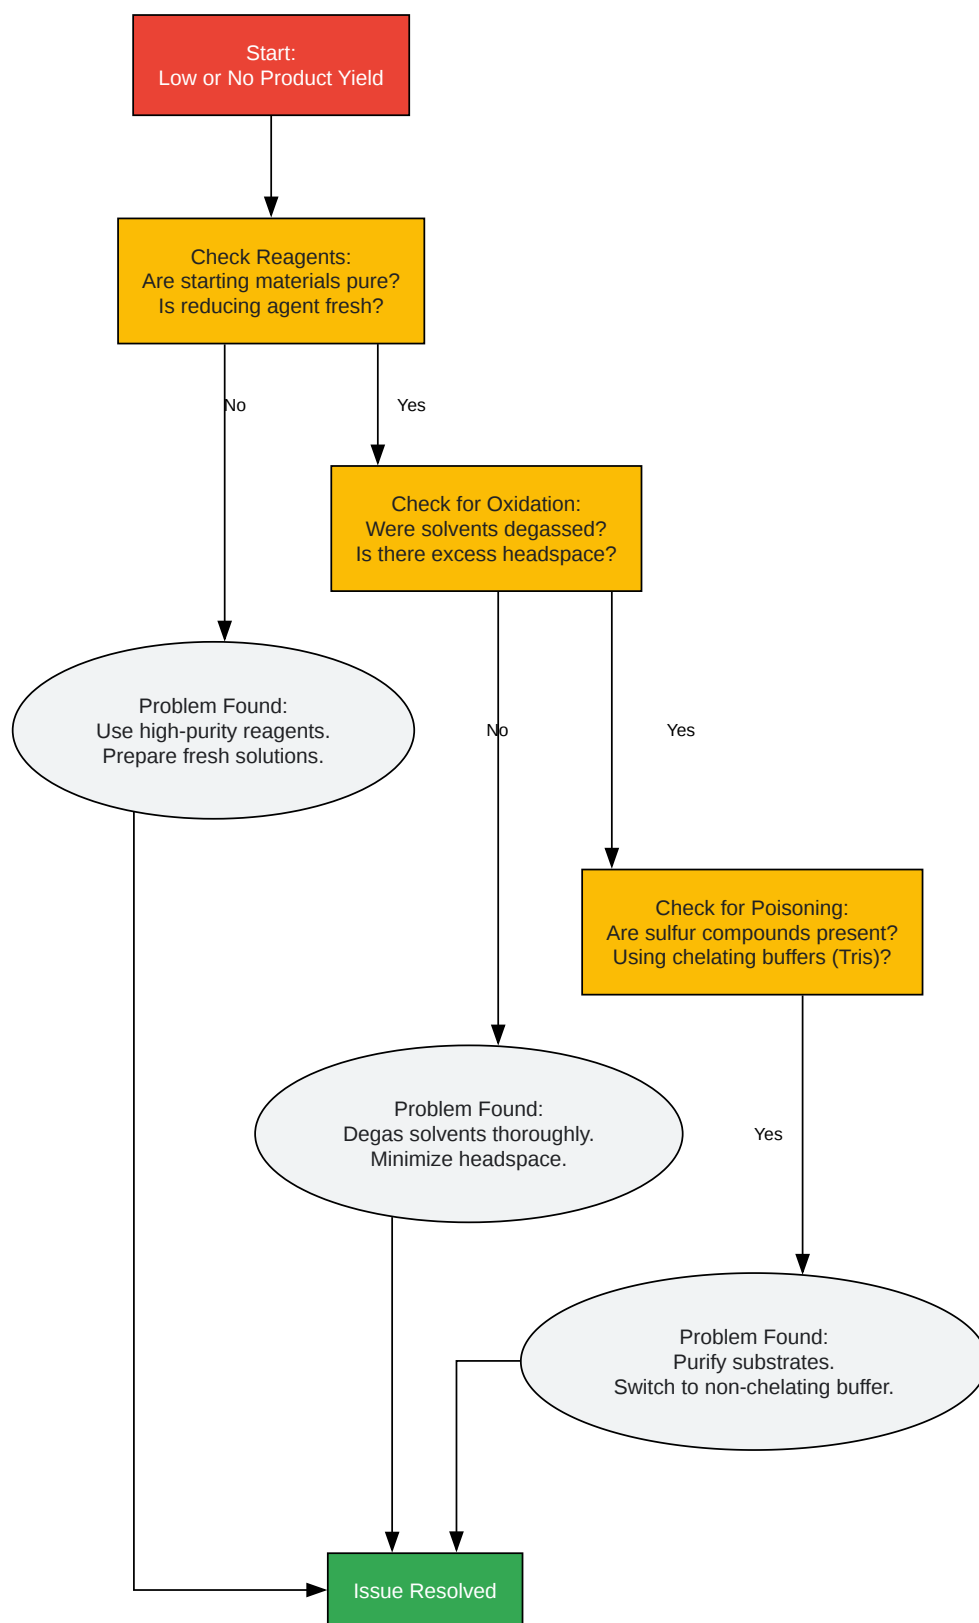 Start:
Low or No Product Yield
Check Reagents:
Are starting materials pure?
Is reducing agent fresh?
No
Yes
Check for Oxidation:
Were solvents degassed?
Is there excess headspace?
Problem Found:
Use high-purity reagents.
Prepare fresh solutions.
No
Yes
Check for Poisoning:
Are sulfur compounds present?
Using chelating buffers (Tris)?
Problem Found:
Degas solvents thoroughly.
Minimize headspace.
Yes
Problem Found:
Purify substrates.
Switch to non-chelating buffer.
Issue Resolved